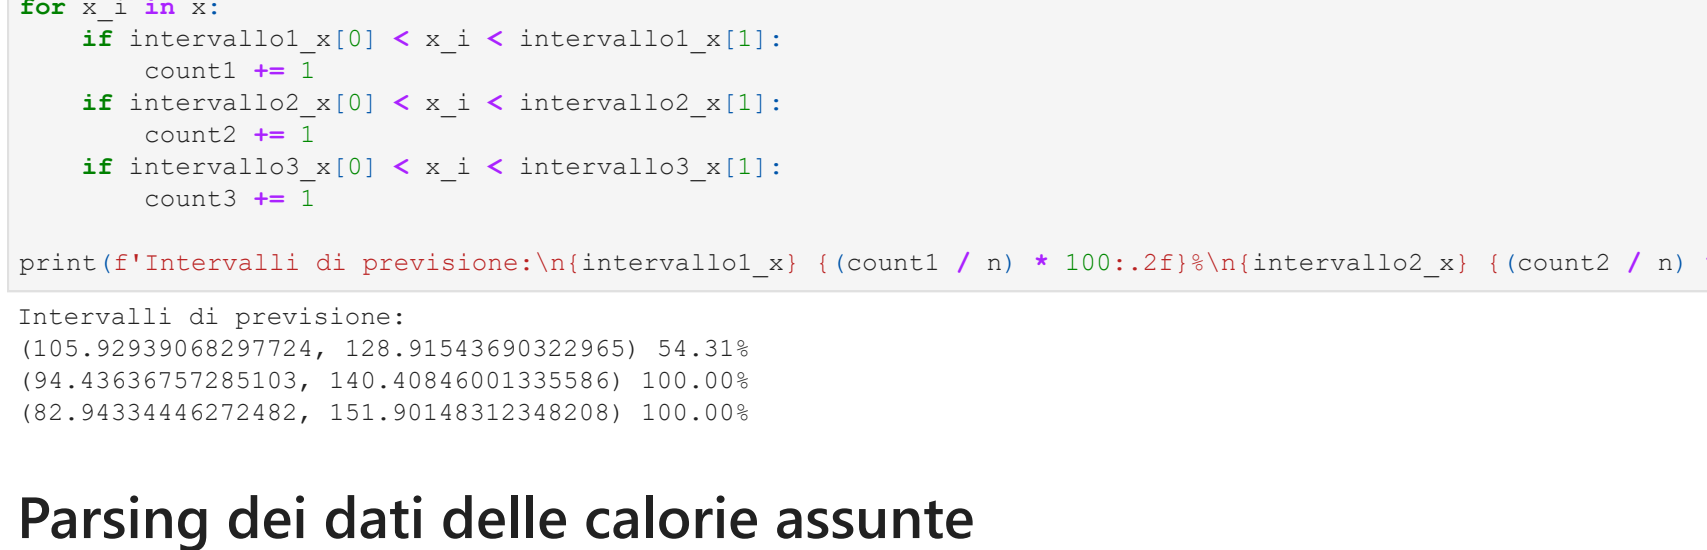 for x_i in x:
    if intervallo1_x[0] < x_i < intervallo1_x[1]:
        count1 += 1
    if intervallo2_x[0] < x_i < intervallo2_x[1]:
        count2 += 1
    if intervallo3_x[0] < x_i < intervallo3_x[1]:
        count3 += 1
print(f'Intervalli di previsione:\n{intervallo1_x} {(count1 / n) * 100:.2f}%\n{intervallo2_x} {(count2 / n)
Intervalli di previsione:
(105.92939068297724, 128.91543690322965) 54.31%
(94.43636757285103, 140.40846001335586) 100.00%
(82.94334446272482, 151.90148312348208) 100.00%
Parsing dei dati delle calorie assunte